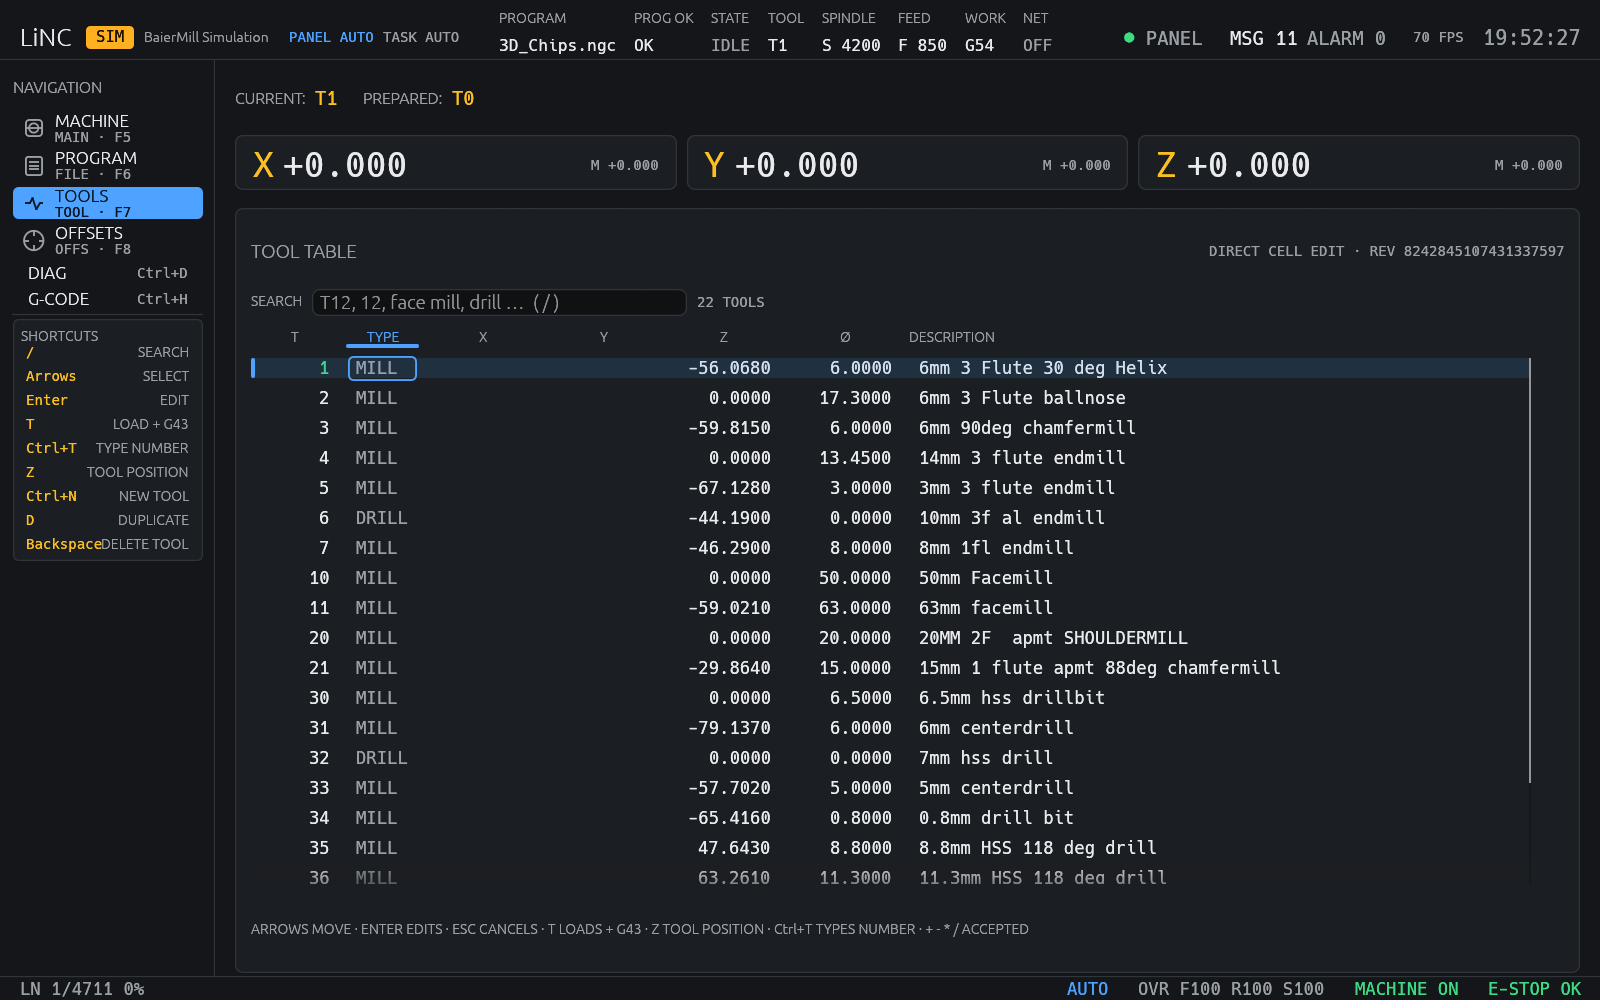 LiNC SIM BaierMill Simulation PANEL AUTO TASK AUTO
PROGRAM PROG OK STATE TOOL SPINDLE FEED WORK NET
3D_Chips.ngc OK IDLE T1 S 4200 F 850 G54 OFF
PANEL MSG 11 ALARM 0 70 FPS 19:52:27
NAVIGATION
MACHINE
MAIN · F5
PROGRAM
FILE · F6
TOOLS
TOOL · F7
OFFSETS
OFFS · F8
DIAG Ctrl+D
G-CODE Ctrl+H
SHORTCUTS
/ SEARCH
Arrows SELECT
Enter EDIT
T LOAD + G43
Ctrl+T TYPE NUMBER
Z TOOL POSITION
Ctrl+N NEW TOOL
D DUPLICATE
Backspace DELETE TOOL
CURRENT: T1 PREPARED: T0
X +0.000 M +0.000 Y +0.000 M +0.000 Z +0.000 M +0.000
TOOL TABLE DIRECT CELL EDIT · REV 8242845107431337597
SEARCH T12, 12, face mill, drill … (/) 22 TOOLS
T TYPE X Y Z Ø DESCRIPTION
1 MILL -56.0680 6.0000 6mm 3 Flute 30 deg Helix
2 MILL 0.0000 17.3000 6mm 3 Flute ballnose
3 MILL -59.8150 6.0000 6mm 90deg chamfermill
4 MILL 0.0000 13.4500 14mm 3 flute endmill
5 MILL -67.1280 3.0000 3mm 3 flute endmill
6 DRILL -44.1900 0.0000 10mm 3f al endmill
7 MILL -46.2900 8.0000 8mm 1fl endmill
10 MILL 0.0000 50.0000 50mm Facemill
11 MILL -59.0210 63.0000 63mm facemill
20 MILL 0.0000 20.0000 20MM 2F  apmt SHOULDERMILL
21 MILL -29.8640 15.0000 15mm 1 flute apmt 88deg chamfermill
30 MILL 0.0000 6.5000 6.5mm hss drillbit
31 MILL -79.1370 6.0000 6mm centerdrill
32 DRILL 0.0000 0.0000 7mm hss drill
33 MILL -57.7020 5.0000 5mm centerdrill
34 MILL -65.4160 0.8000 0.8mm drill bit
35 MILL 47.6430 8.8000 8.8mm HSS 118 deg drill
36 MILL 63.2610 11.3000 11.3mm HSS 118 deg drill
ARROWS MOVE · ENTER EDITS · ESC CANCELS · T LOADS + G43 · Z TOOL POSITION · Ctrl+T TYPES NUMBER · + - * / ACCEPTED
LN 1/4711 0% AUTO OVR F100 R100 S100 MACHINE ON E-STOP OK